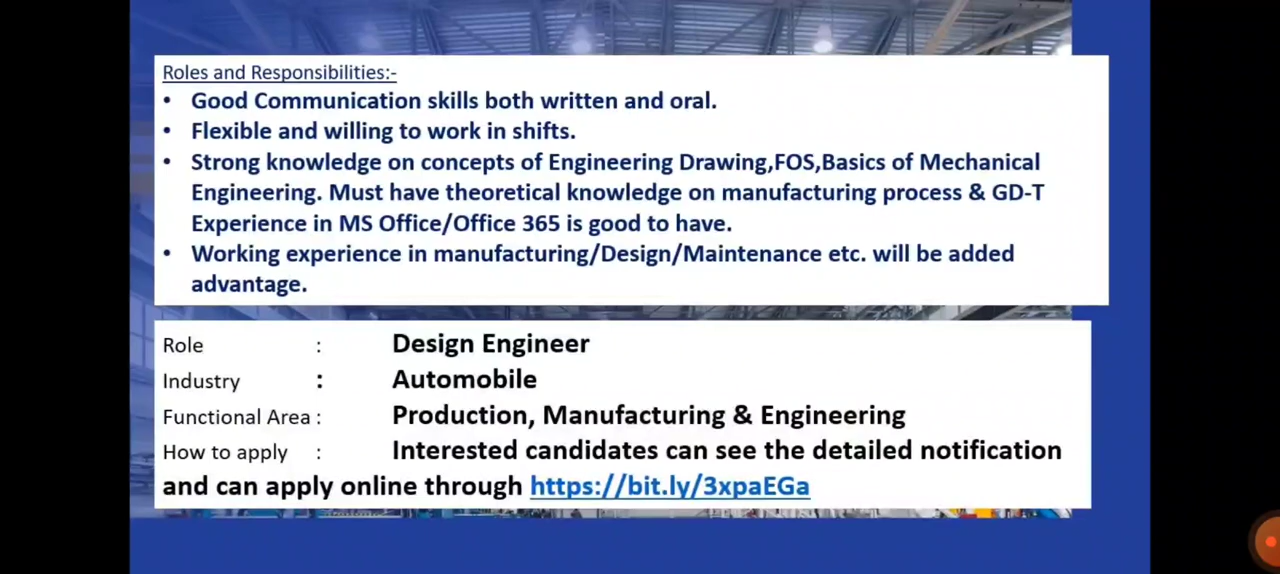 Roles and Responsibilities:-
• Good Communication skills both written and oral.
• Flexible and willing to work in shifts.
• Strong knowledge on concepts of Engineering Drawing,FOS,Basics of Mechanical
Engineering. Must have theoretical knowledge on manufacturing process & GD-T
Experience in MS Office/Office 365 is good to have.
• Working experience in manufacturing/Design/Maintenance etc. will be added
advantage.
Role : Design Engineer
Industry : Automobile
Functional Area : Production, Manufacturing & Engineering
How to apply : Interested candidates can see the detailed notification
and can apply online through https://bit.ly/3xpaEGa